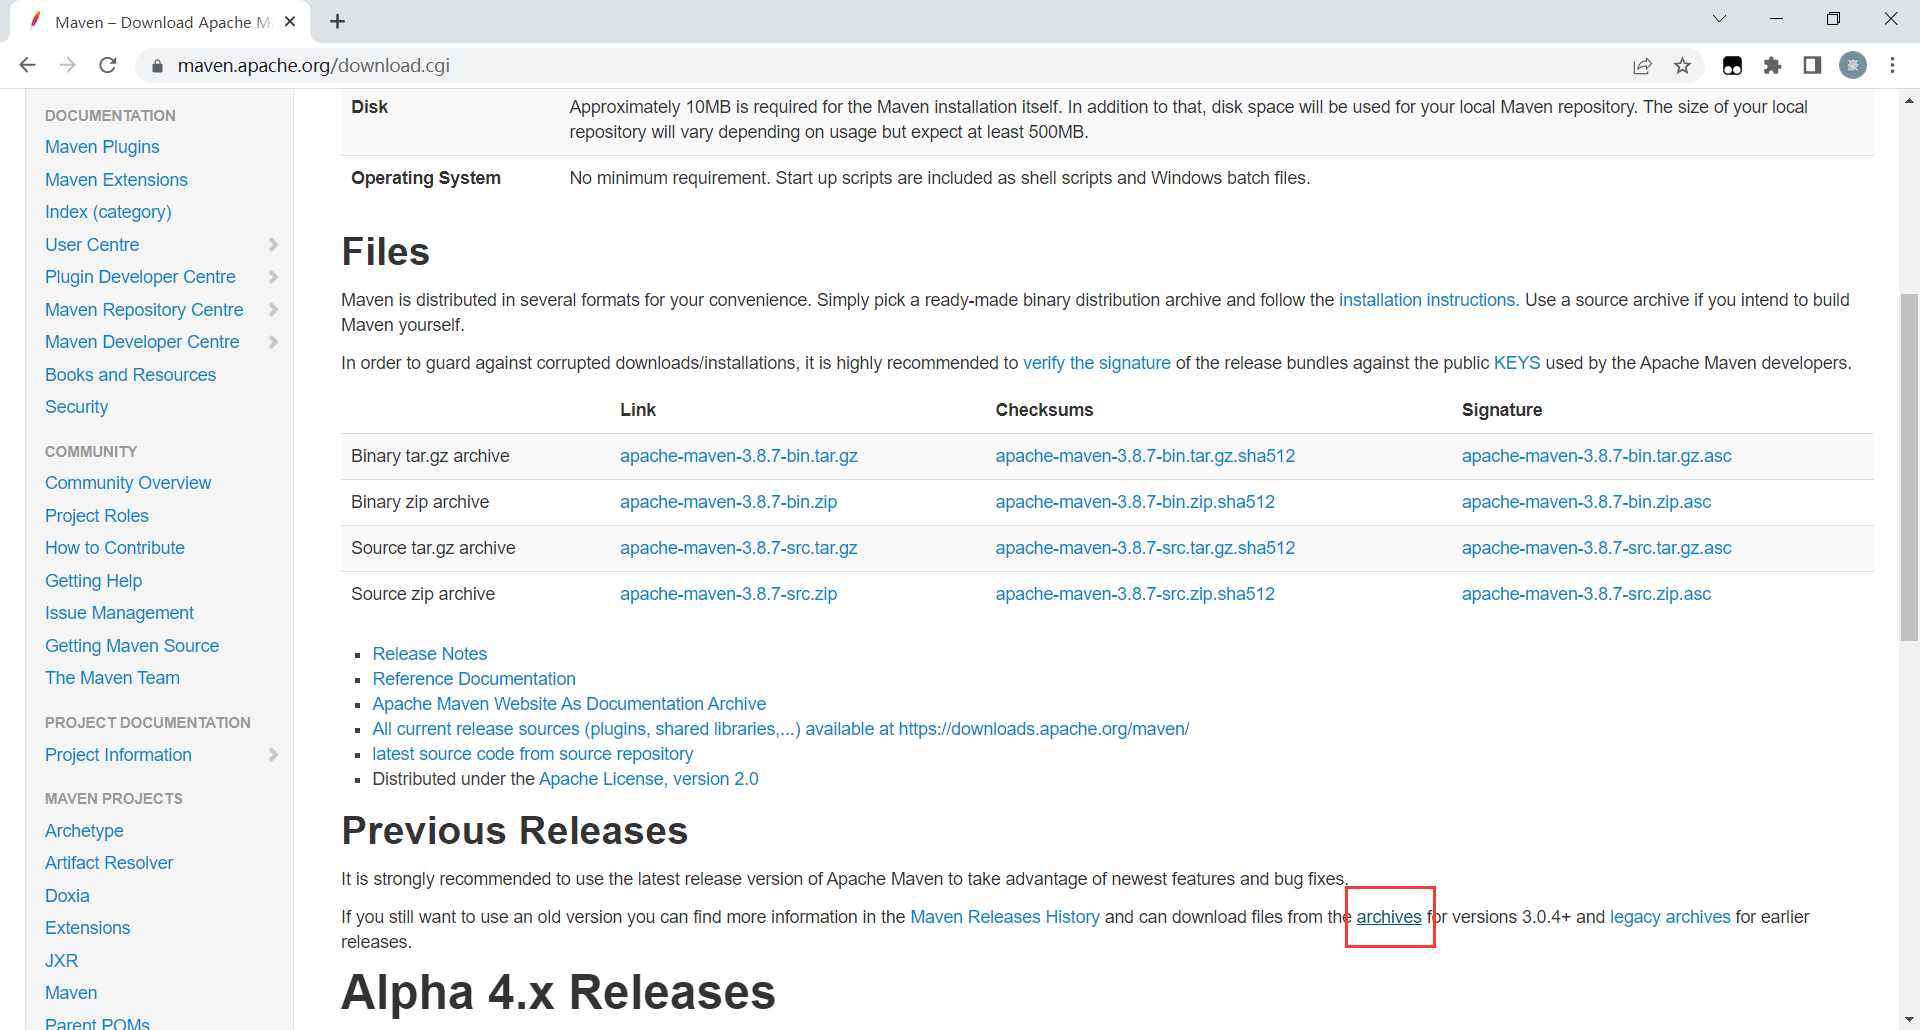 Maven – Download Apache M
maven.apache.org/download.cgi
豪
DOCUMENTATION
Maven Plugins
Maven Extensions
Index (category)
User Centre
Plugin Developer Centre
Maven Repository Centre
Maven Developer Centre
Books and Resources
Security
COMMUNITY
Community Overview
Project Roles
How to Contribute
Getting Help
Issue Management
Getting Maven Source
The Maven Team
PROJECT DOCUMENTATION
Project Information
MAVEN PROJECTS
Archetype
Artifact Resolver
Doxia
Extensions
JXR
Maven
Parent POMs
Disk Approximately 10MB is required for the Maven installation itself. In addition to that, disk space will be used for your local Maven repository. The size of your local
repository will vary depending on usage but expect at least 500MB.
Operating System No minimum requirement. Start up scripts are included as shell scripts and Windows batch files.
Files
Maven is distributed in several formats for your convenience. Simply pick a ready-made binary distribution archive and follow the installation instructions. Use a source archive if you intend to build
Maven yourself.
In order to guard against corrupted downloads/installations, it is highly recommended to verify the signature of the release bundles against the public KEYS used by the Apache Maven developers.
Link Checksums Signature
Binary tar.gz archive apache-maven-3.8.7-bin.tar.gz apache-maven-3.8.7-bin.tar.gz.sha512 apache-maven-3.8.7-bin.tar.gz.asc
Binary zip archive apache-maven-3.8.7-bin.zip apache-maven-3.8.7-bin.zip.sha512 apache-maven-3.8.7-bin.zip.asc
Source tar.gz archive apache-maven-3.8.7-src.tar.gz apache-maven-3.8.7-src.tar.gz.sha512 apache-maven-3.8.7-src.tar.gz.asc
Source zip archive apache-maven-3.8.7-src.zip apache-maven-3.8.7-src.zip.sha512 apache-maven-3.8.7-src.zip.asc
Release Notes
Reference Documentation
Apache Maven Website As Documentation Archive
All current release sources (plugins, shared libraries,...) available at https://downloads.apache.org/maven/
latest source code from source repository
Distributed under the Apache License, version 2.0
Previous Releases
It is strongly recommended to use the latest release version of Apache Maven to take advantage of newest features and bug fixes.
If you still want to use an old version you can find more information in the Maven Releases History and can download files from the archives for versions 3.0.4+ and legacy archives for earlier
releases.
Alpha 4.x Releases